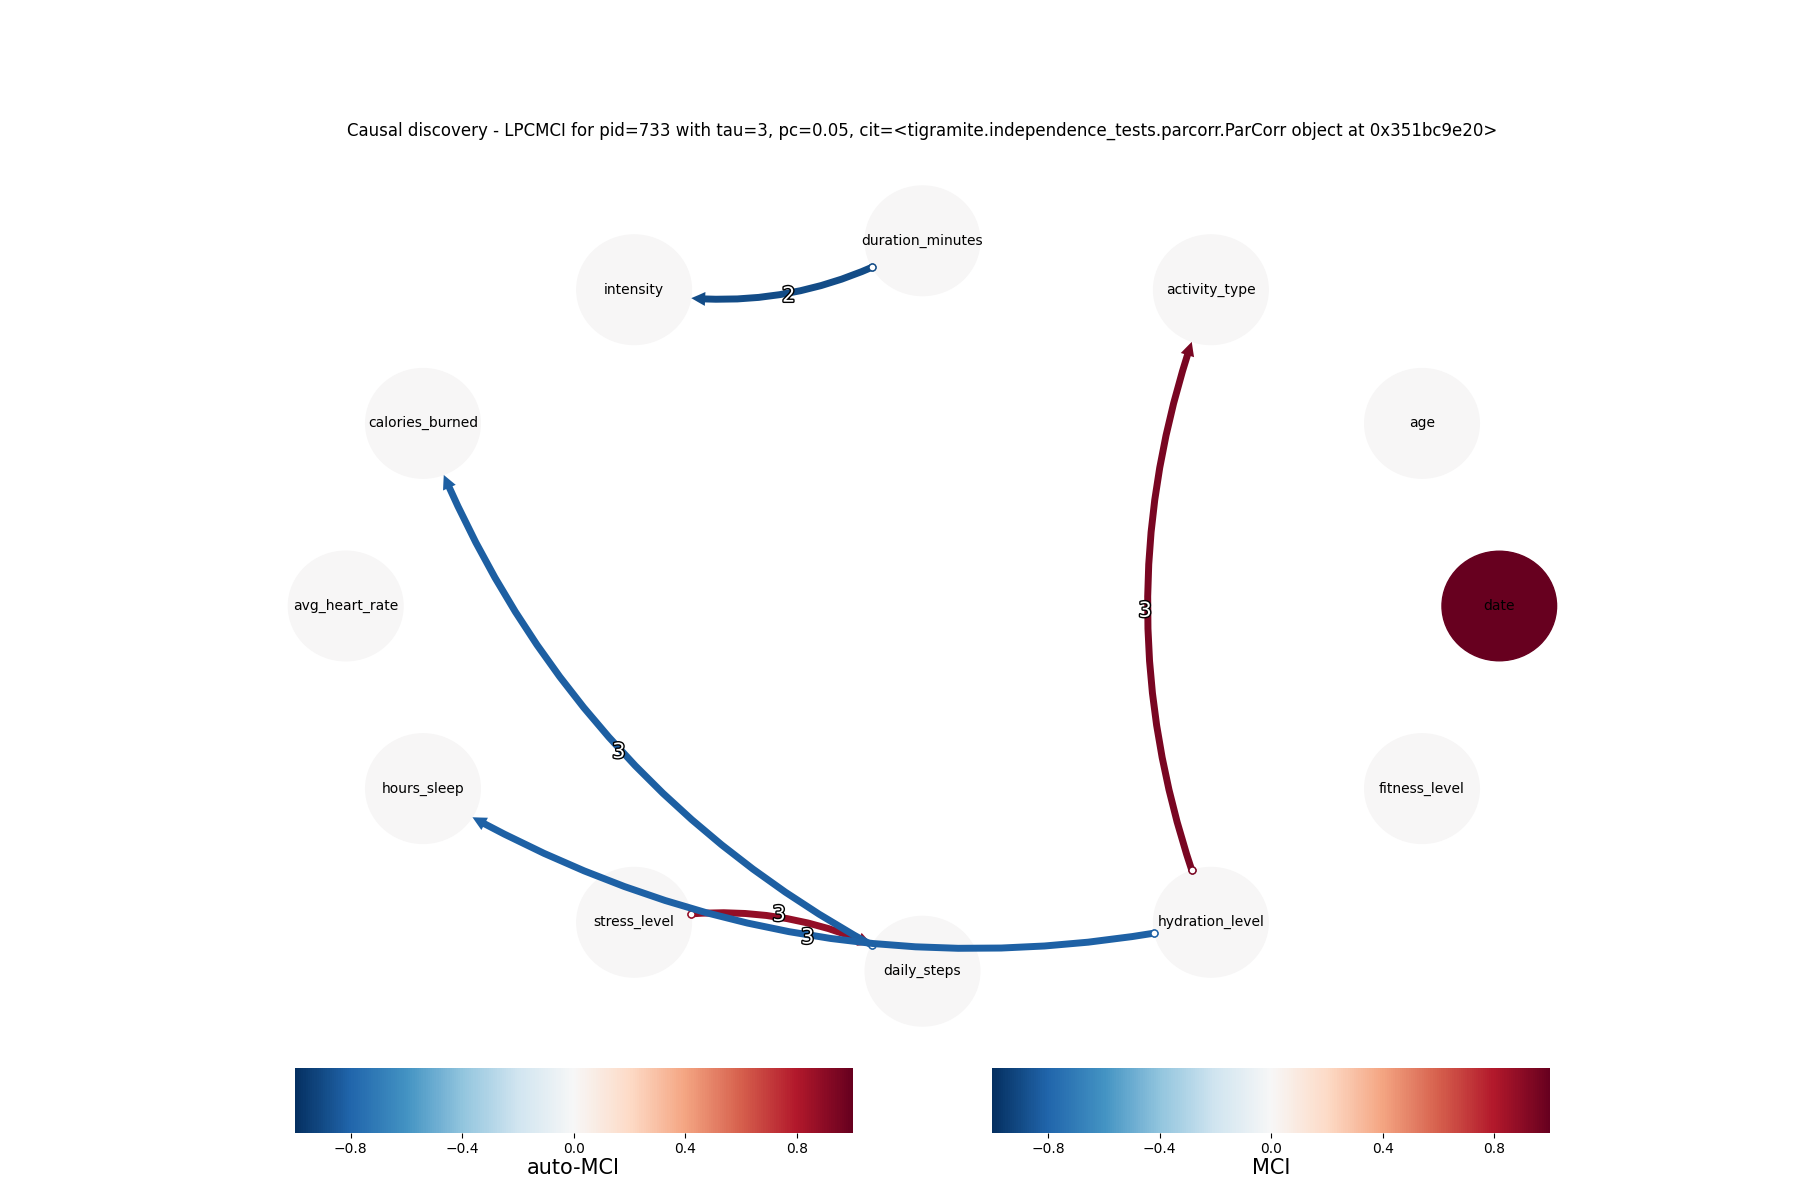 Causal discovery - LPCMCI for pid=733 with tau=3, pc=0.05, cit=<tigramite.independence_tests.parcorr.ParCorr object at 0x351bc9e20>
duration_minutes
intensity
activity_type
2
calories_burned
age
avg_heart_rate
3
date
3
hours_sleep
fitness_level
stress_level
3
3
hydration_level
daily_steps
−0.8 −0.4 0.0 0.4 0.8
auto-MCI
−0.8 −0.4 0.0 0.4 0.8
MCI